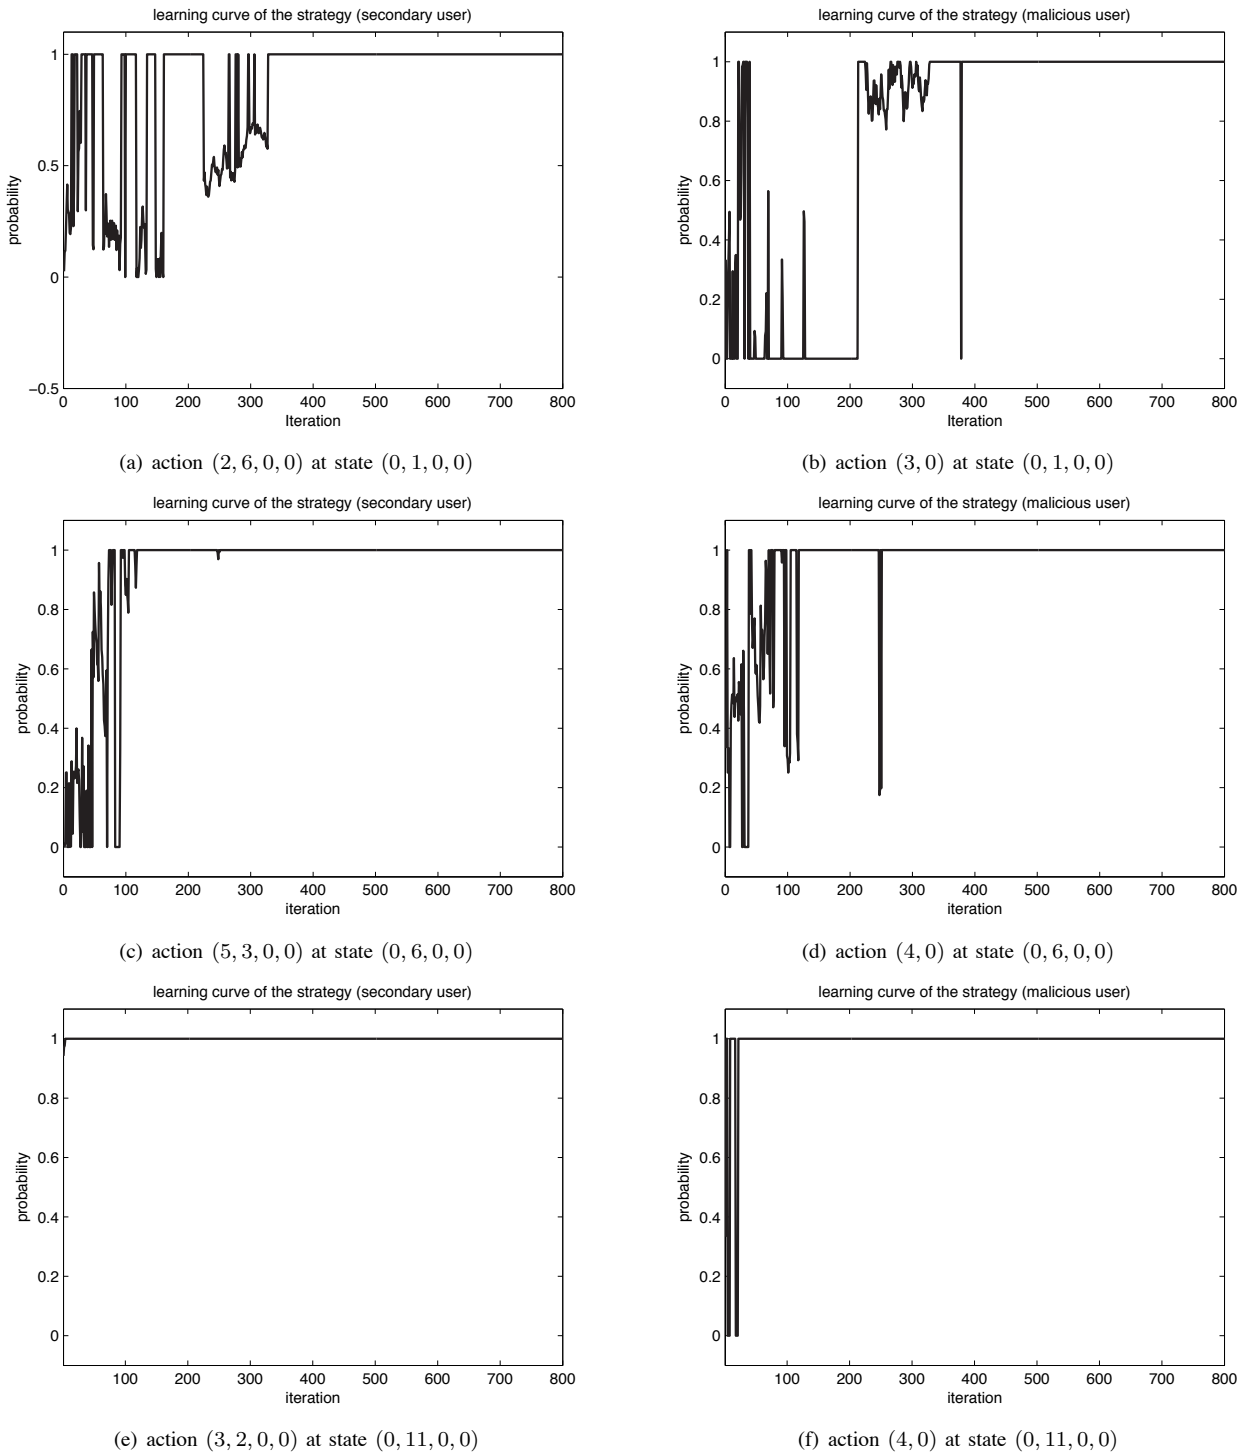 learning curve of the strategy (secondary user)
1
0.5
0
−0.5
probability
0 100 200 300 400 500 600 700 800
Iteration
(a) action (2, 6, 0, 0) at state (0, 1, 0, 0)
learning curve of the strategy (malicious user)
1
0.8
0.6
0.4
0.2
0
probability
0 100 200 300 400 500 600 700 800
Iteration
(b) action (3, 0) at state (0, 1, 0, 0)
learning curve of the strategy (secondary user)
1
0.8
0.6
0.4
0.2
0
probability
0 100 200 300 400 500 600 700 800
iteration
(c) action (5, 3, 0, 0) at state (0, 6, 0, 0)
learning curve of the strategy (malicious user)
1
0.8
0.6
0.4
0.2
0
probability
0 100 200 300 400 500 600 700 800
iteration
(d) action (4, 0) at state (0, 6, 0, 0)
learning curve of the strategy (secondary user)
1
0.8
0.6
0.4
0.2
0
probability
100 200 300 400 500 600 700 800
iteration
(e) action (3, 2, 0, 0) at state (0, 11, 0, 0)
learning curve of the strategy (malicious user)
1
0.8
0.6
0.4
0.2
0
probability
100 200 300 400 500 600 700 800
iteration
(f) action (4, 0) at state (0, 11, 0, 0)